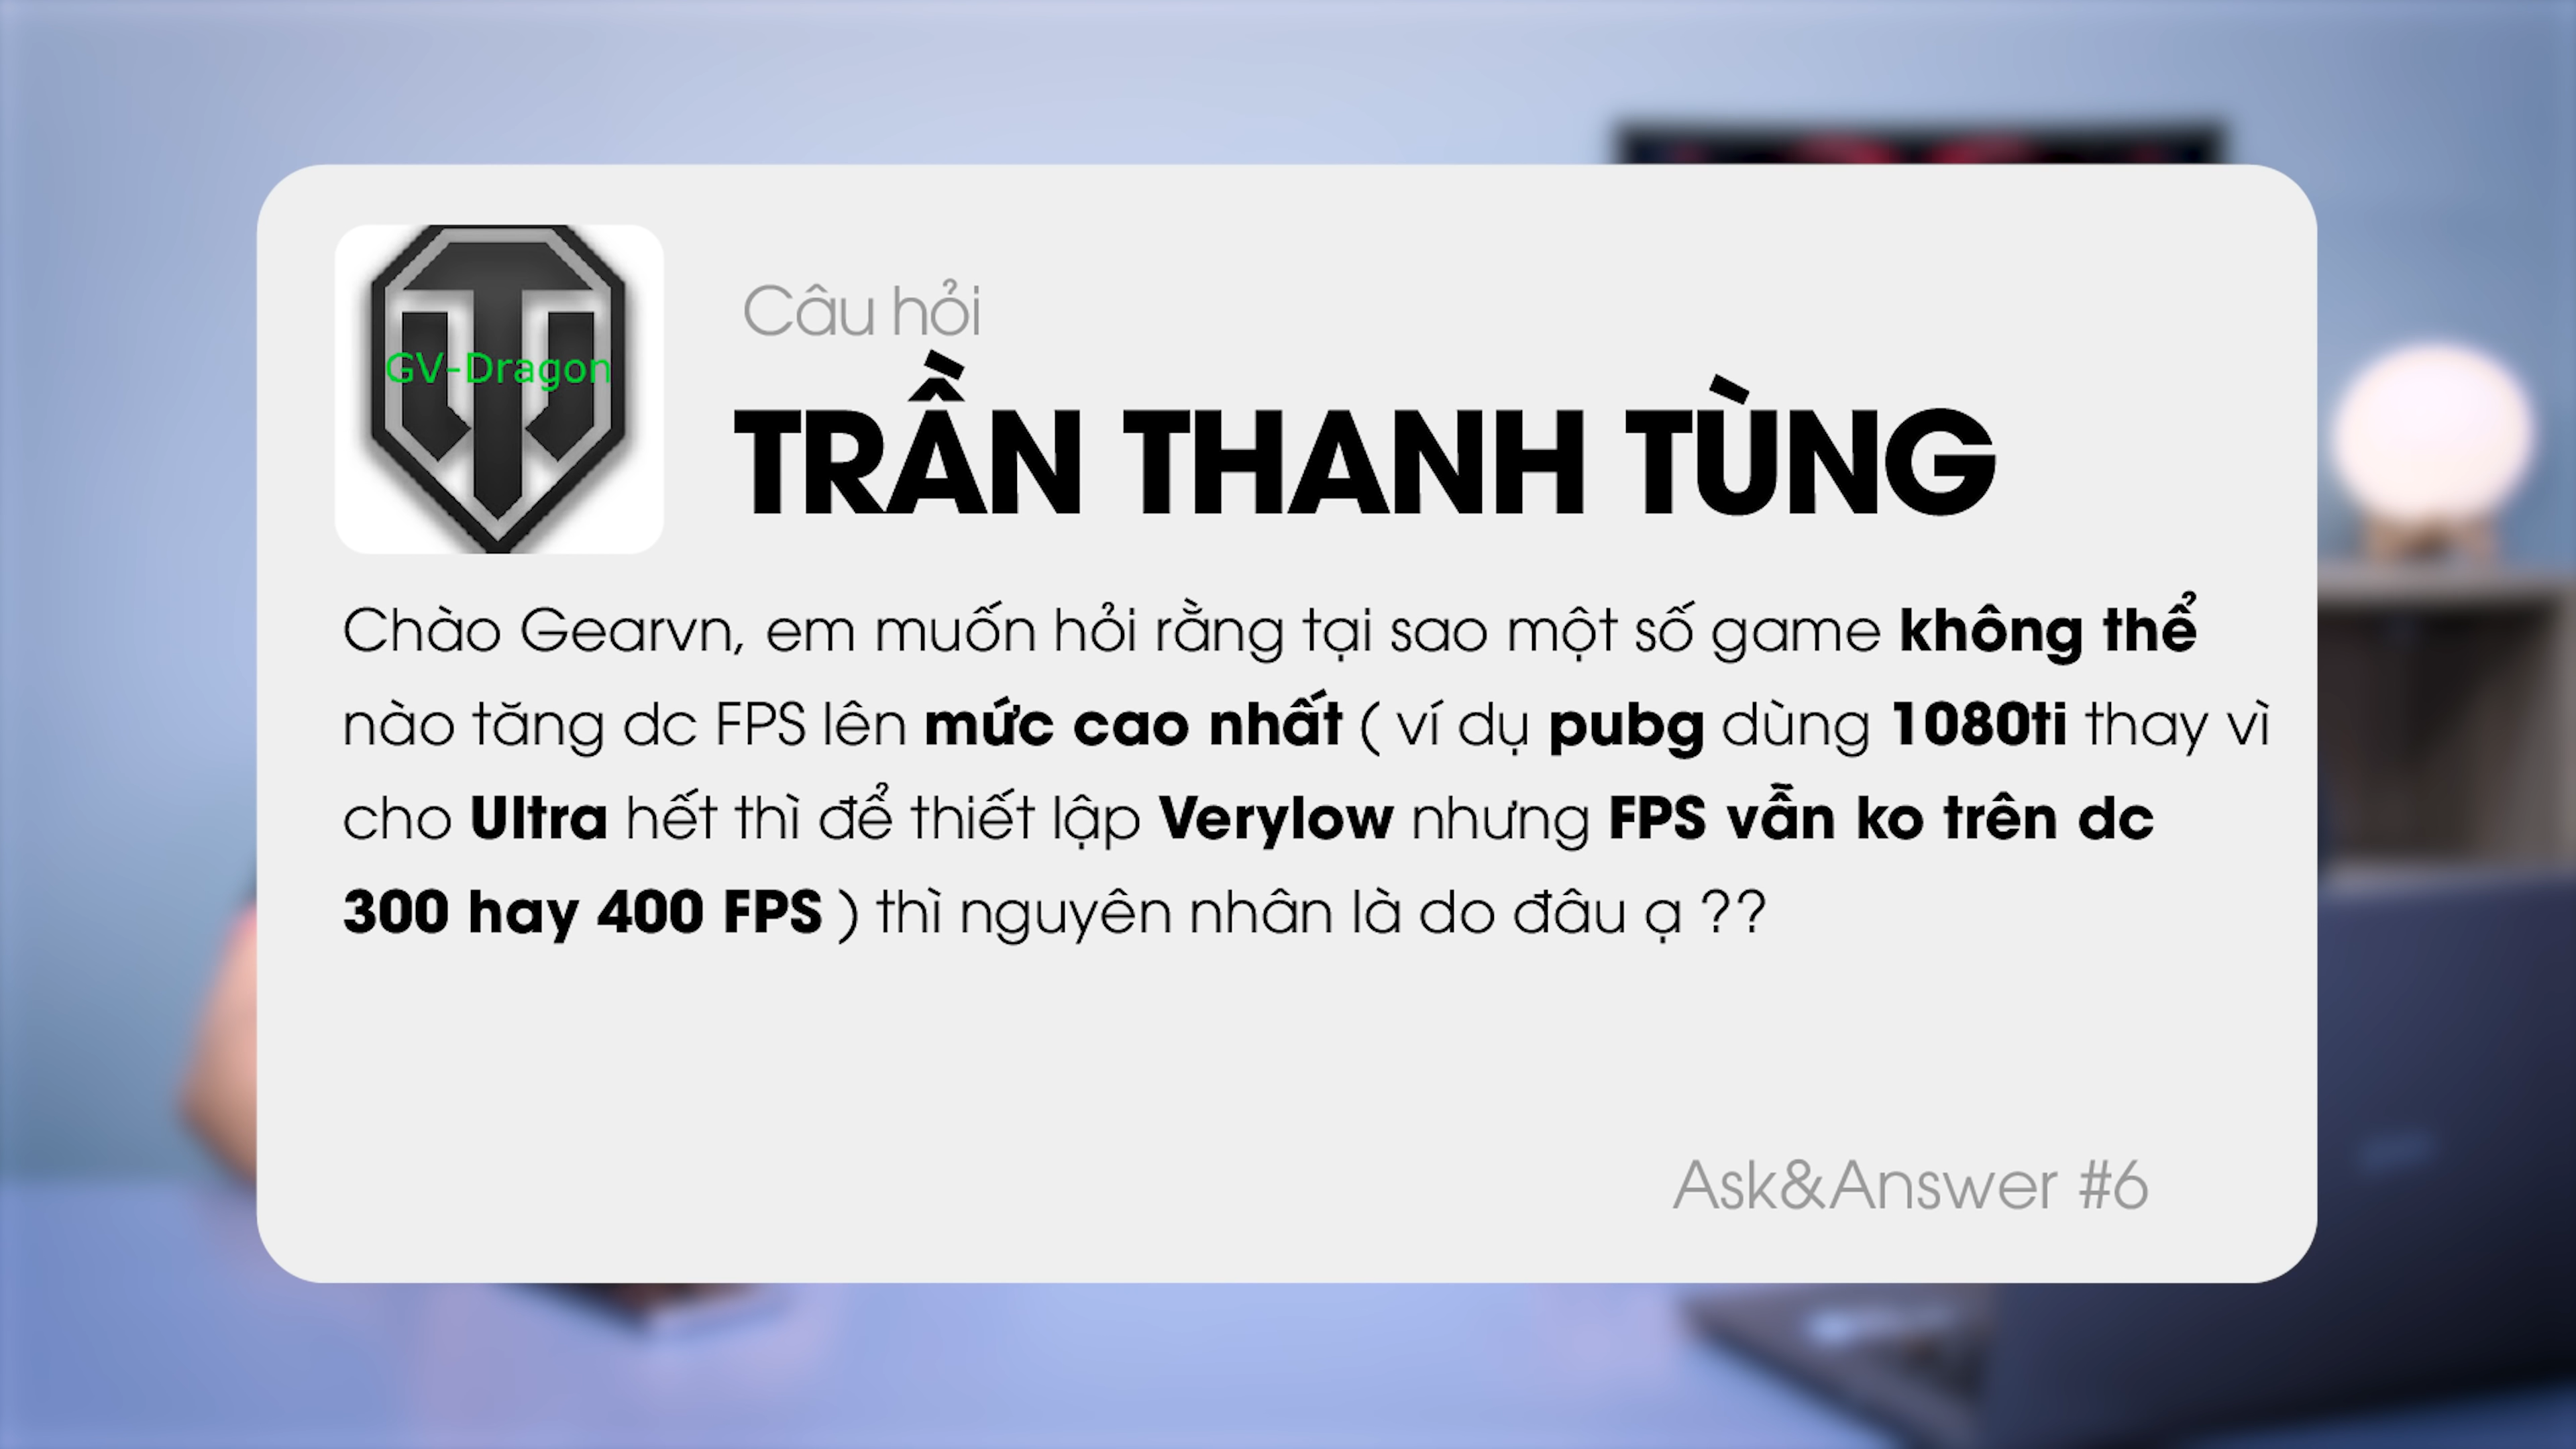 GV-Dragon
Câu hỏi
TRẦN THANH TÙNG
Chào Gearvn, em muốn hỏi rằng tại sao một số game không thể
nào tăng dc FPS lên mức cao nhất ( ví dụ pubg dùng 1080ti thay vì
cho Ultra hết thì để thiết lập Verylow nhưng FPS vẫn ko trên dc
300 hay 400 FPS ) thì nguyên nhân là do đâu ạ ??
Ask&Answer #6